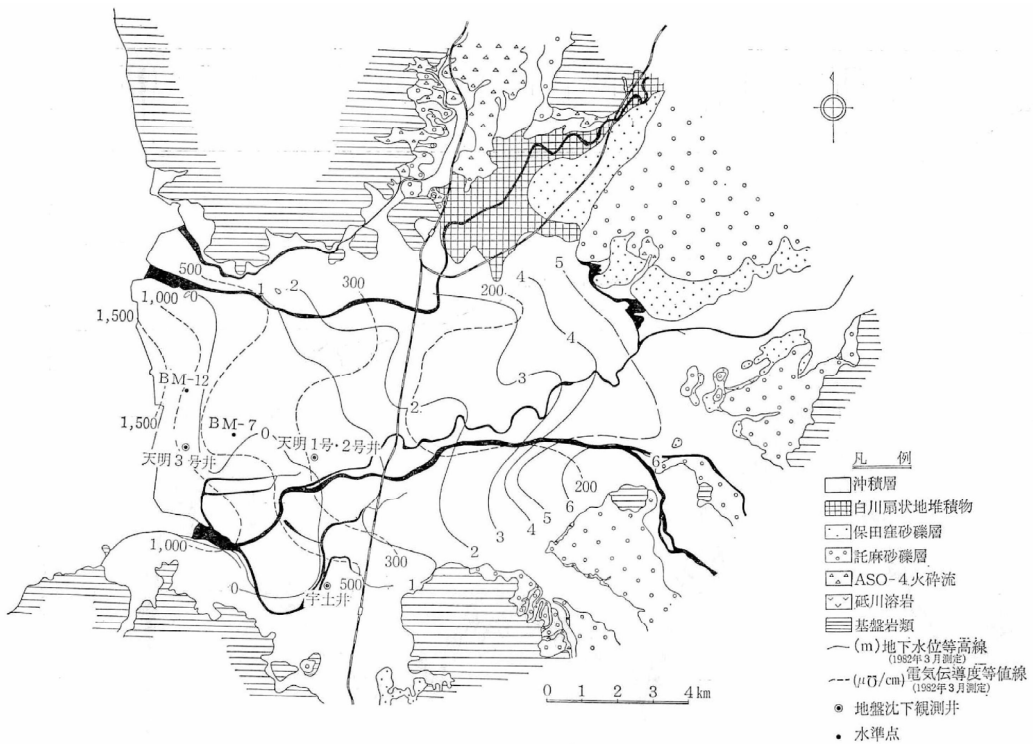 500
1,000
0
1
2
300
200
4
5
1,500
4
3
2
BM-12
1,500
BM-7
0
天明1号・2号井
天明3号井
6
200
6
5
4
3
2
1,000
0
300
500
1
宇土井
0 1 2 3 4km
凡例
沖積層
白川扇状地堆積物
保田窪砂礫層
託麻砂礫層
ASO-4火砕流
砥川溶岩
基盤岩類
(m)地下水位等高線
(1982年3月測定)
(μ℧/cm)電気伝導度等値線
(1982年3月測定)
地盤沈下観測井
水準点